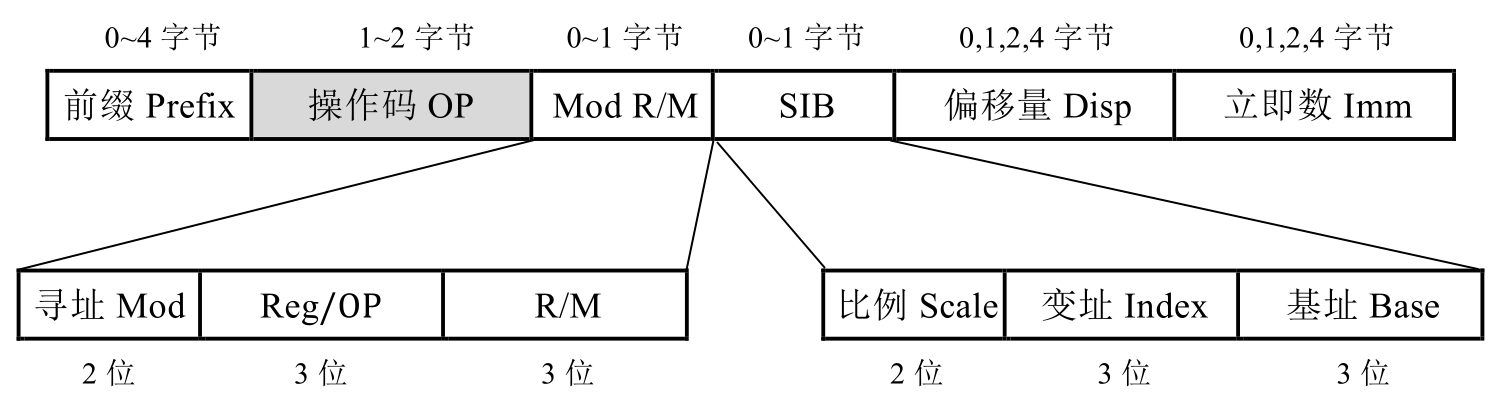 0~4 字节 1~2 字节 0~1 字节 0~1 字节 0,1,2,4 字节 0,1,2,4 字节
前缀 Prefix 操作码 OP Mod R/M SIB 偏移量 Disp 立即数 Imm
寻址 Mod Reg/OP R/M 比例 Scale 变址 Index 基址 Base
2 位 3 位 3 位 2 位 3 位 3 位